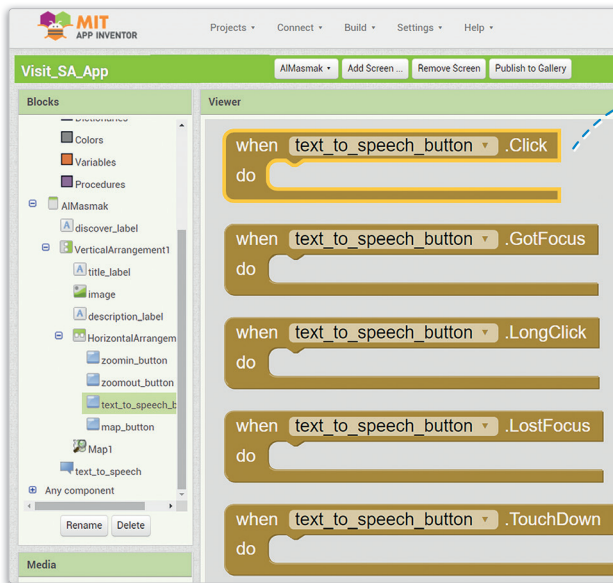 MIT
APP INVENTOR
Projects Connect Build Settings Help
Visit_SA_App
AlMasmak Add Screen ... Remove Screen Publish to Gallery
Blocks
Viewer
Dictionaries
Colors
Variables
Procedures
AlMasmak
discover_label
VerticalArrangement1
title_label
image
description_label
HorizontalArrangem
zoomin_button
zoomout_button
text_to_speech_b
map_button
Map1
text_to_speech
Any component
Rename Delete
Media
when text_to_speech_button .Click
do
when text_to_speech_button .GotFocus
do
when text_to_speech_button .LongClick
do
when text_to_speech_button .LostFocus
do
when text_to_speech_button .TouchDown
do